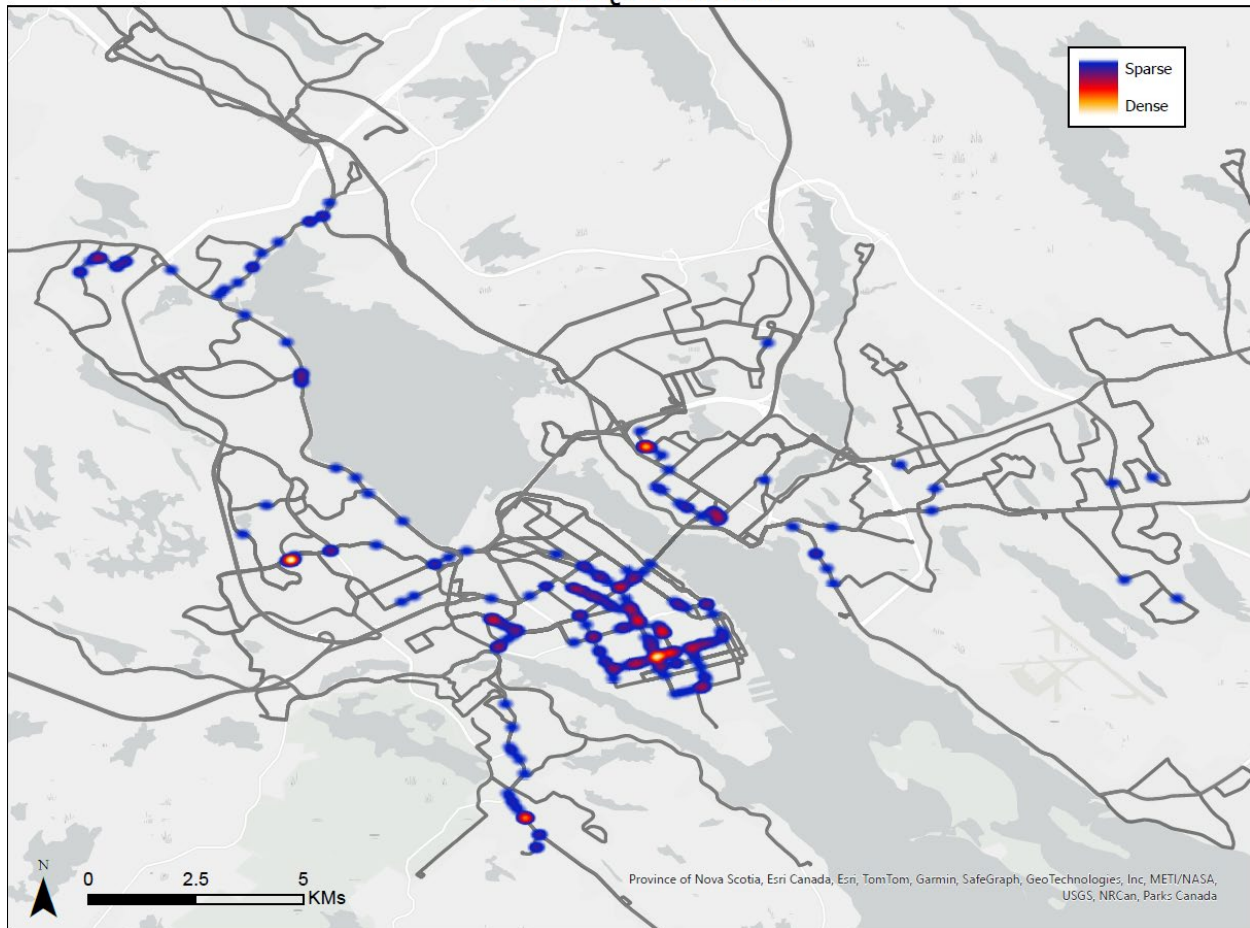 Sparse
Dense
N
0 2.5 5
KMs
Province of Nova Scotia, Esri Canada, Esri, TomTom, Garmin, SafeGraph, GeoTechnologies, Inc, METI/NASA,
USGS, NRCan, Parks Canada